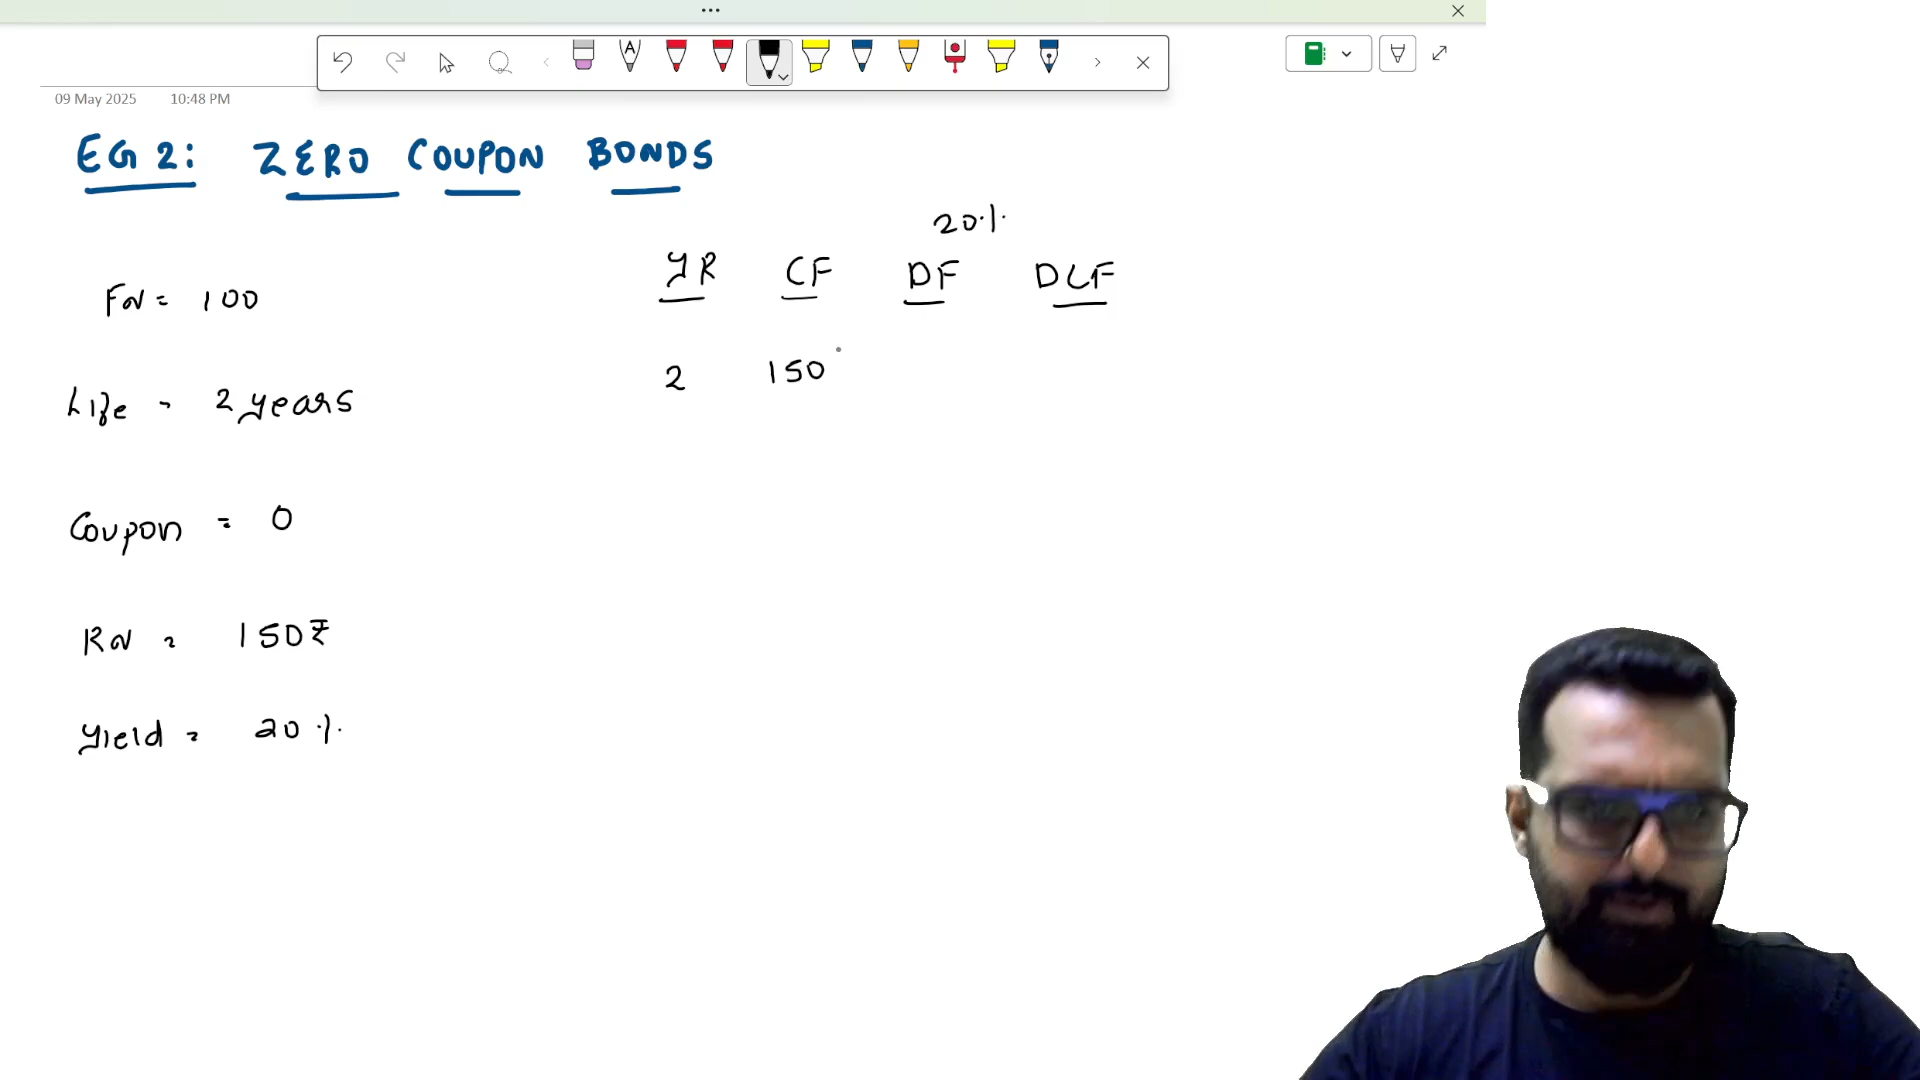 09 May 2025 10:48 PM
EG 2: ZERO COUPON BONDS
20%
YR CF DF DCF
FV = 100
2 150
Life = 2 years
Coupon = 0
RV = 150₹
Yield = 20%